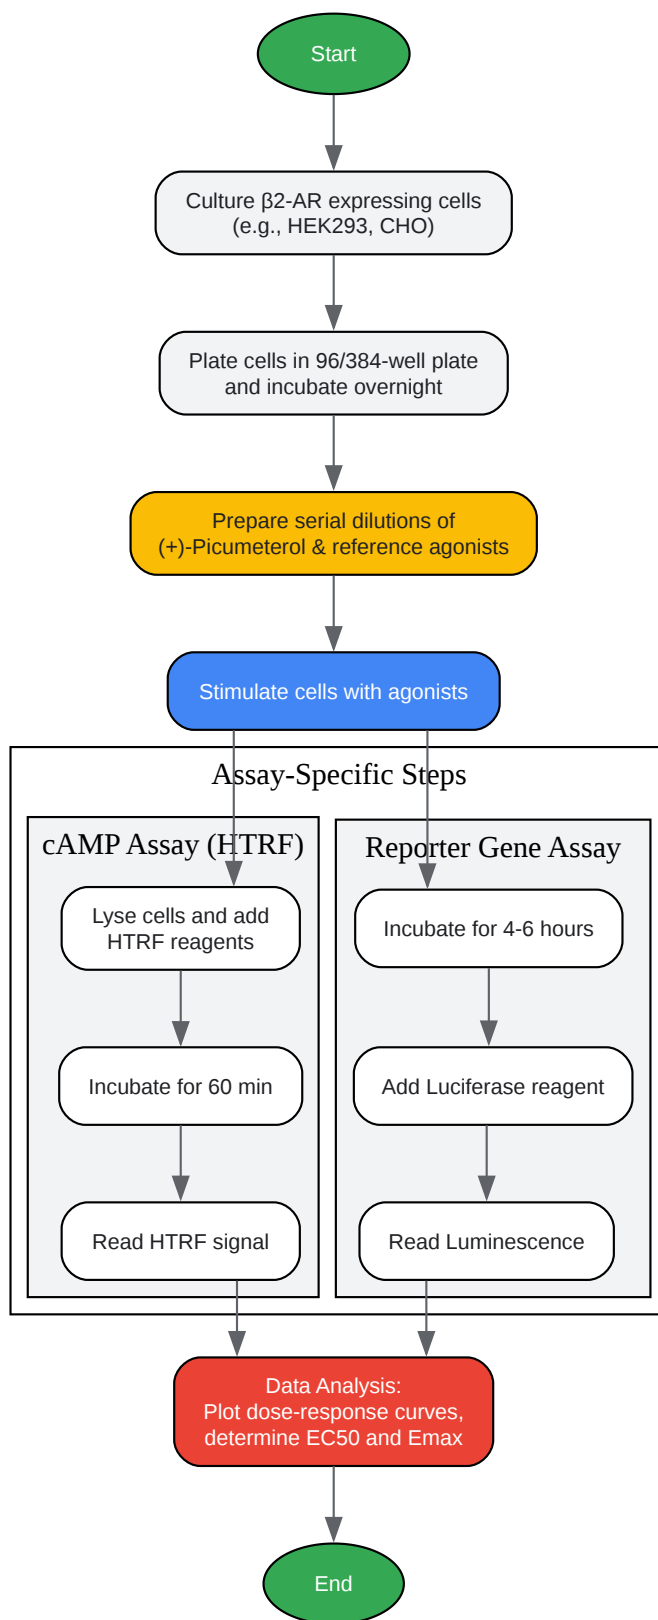 Start
Culture β2-AR expressing cells
(e.g., HEK293, CHO)
Plate cells in 96/384-well plate
and incubate overnight
Prepare serial dilutions of
(+)-Picumeterol & reference agonists
Stimulate cells with agonists
Assay-Specific Steps
cAMP Assay (HTRF)
Lyse cells and add
HTRF reagents
Incubate for 60 min
Read HTRF signal
Reporter Gene Assay
Incubate for 4-6 hours
Add Luciferase reagent
Read Luminescence
Data Analysis:
Plot dose-response curves,
determine EC50 and Emax
End